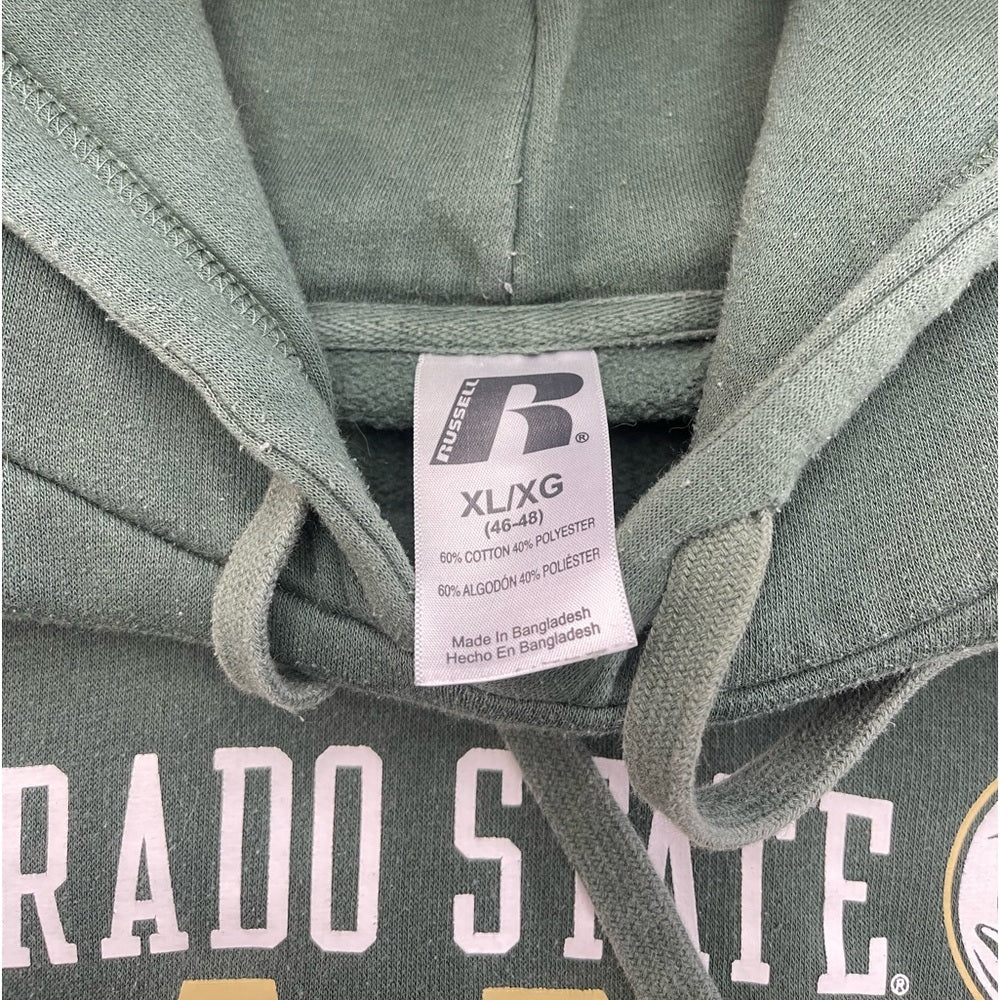 RUSSELL
R®
XL/XG
(46-48)
60% COTTON 40% POLYESTER
60% ALGODÓN 40% POLIÉSTER
Made In Bangladesh
Hecho En Bangladesh
RADO STATE®